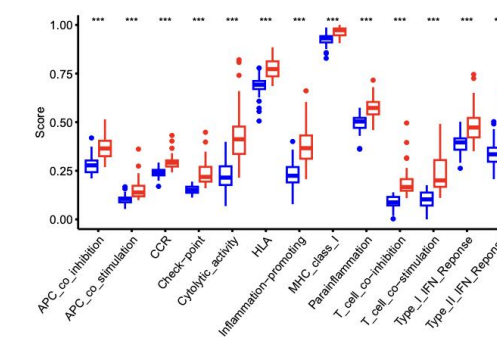 *** *** *** *** *** *** *** *** *** *** *** ***
1.00
0.75
0.50
0.25
0.00
Score
APC_co_inhibition
APC_co_stimulation
CCR
Check-point
Cytolytic_activity
HLA
Inflammation-promoting
MHC_class_I
Parainflammation
T_cell_co-inhibition
T_cell_co-stimulation
Type_I_IFN_Reponse
Type_II_IFN_Repons